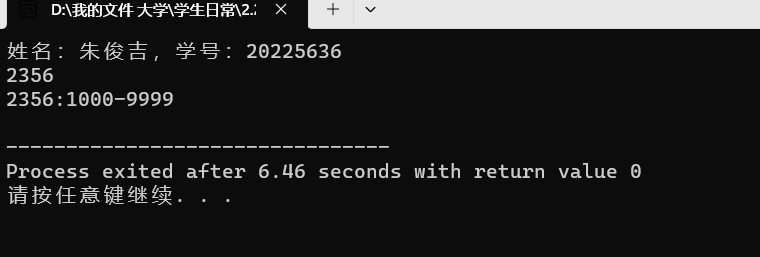 D:\我的文件 大学\学生日常\2.2
姓名：朱俊吉，学号：20225636
2356
2356:1000-9999
--------------------------------
Process exited after 6.46 seconds with return value 0
请按任意键继续. . .